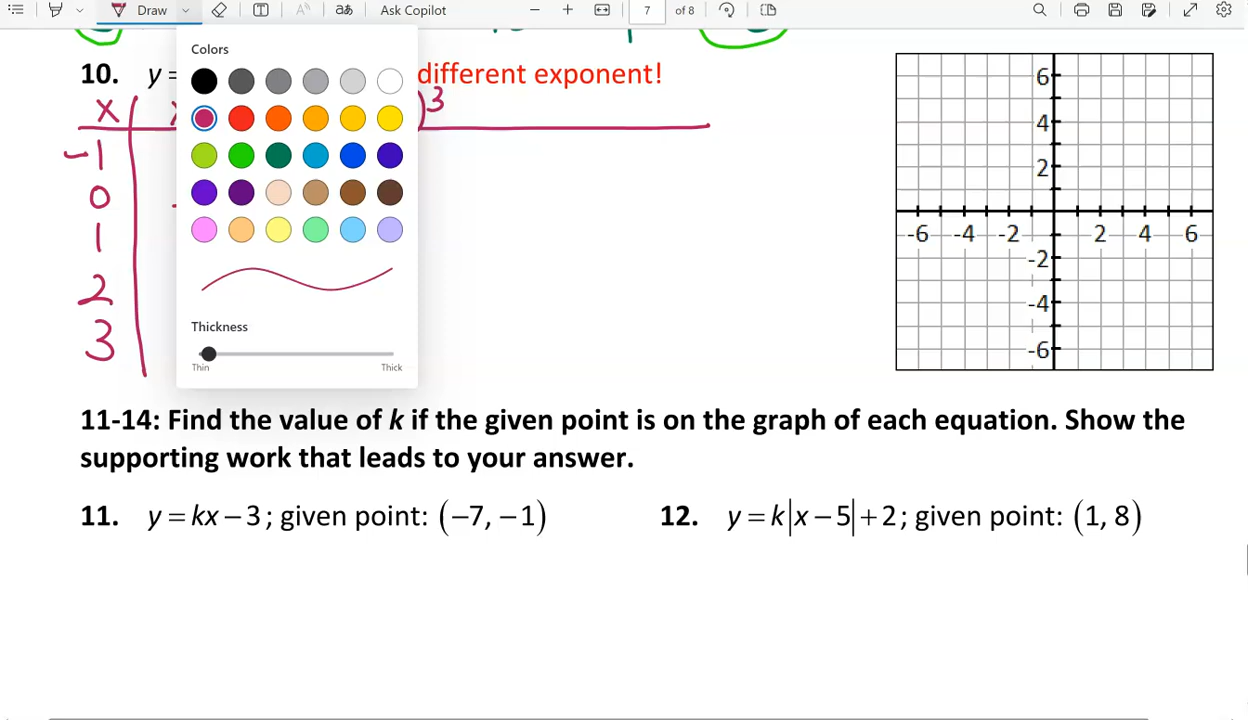 Draw Ask Copilot 7 of 8
Colors
10. y = different exponent!
x )3
-1
0
1
2
3
Thickness
Thin Thick
6
4
2
-6 -4 -2 2 4 6
-2
-4
-6
11-14: Find the value of k if the given point is on the graph of each equation. Show the
supporting work that leads to your answer.
11. y = kx − 3; given point: (−7, −1) 12. y = k|x − 5| + 2; given point: (1, 8)